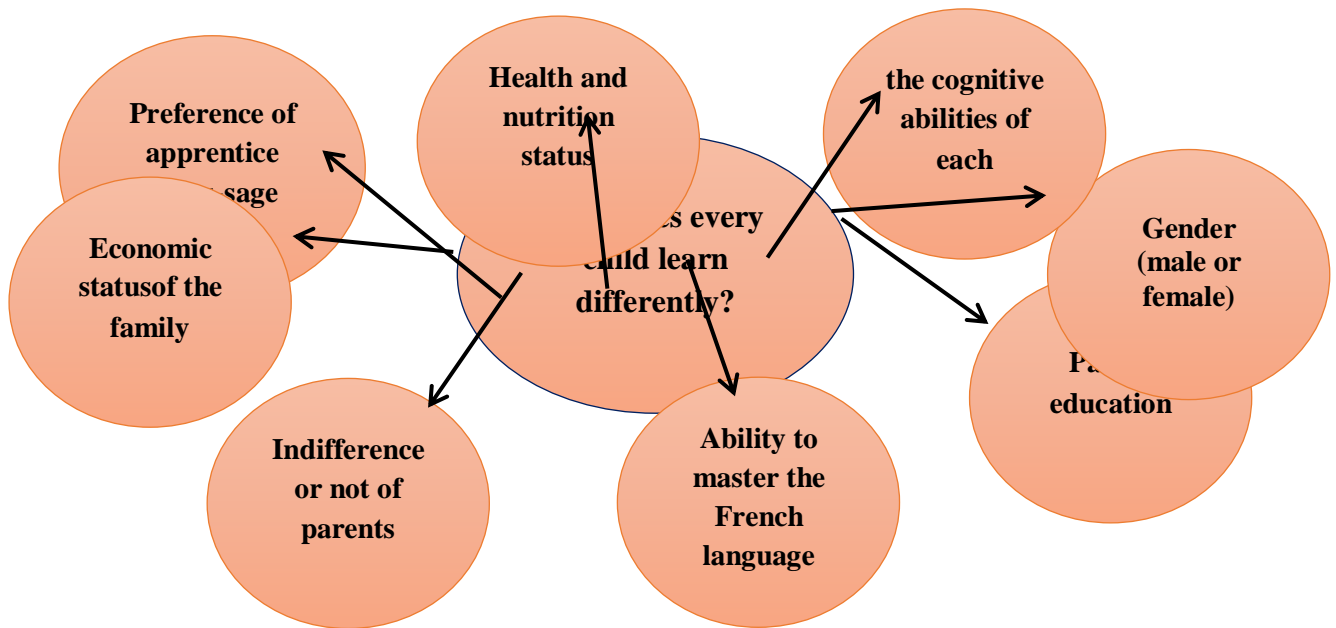 Preference of
apprentice
sage
Economic
statusof the
family
Health and
nutrition
status
every
child learn
differently?
the cognitive
abilities of
each
Gender
(male or
female)
education
Indifference
or not of
parents
Ability to
master the
French
language